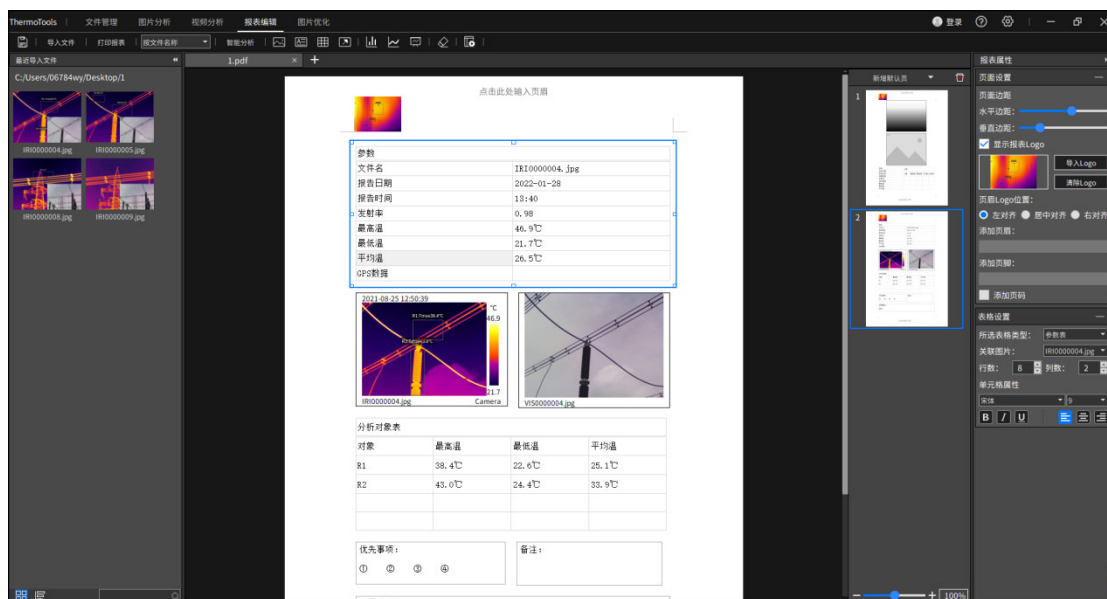 ThermoTools 文件管理 图片分析 视频分析 报表编辑 图片优化 登录
导入文件 打印报表 按文件名称 智能分析
最近导入文件 1.pdf × + 报表属性
C:/Users/06784wy/Desktop/1
IRI0000004.jpg IRI0000005.jpg
IRI0000008.jpg IRI0000009.jpg
点击此处输入页眉
参数
文件名 IRI0000004.jpg
报告日期 2022-01-28
报告时间 13:40
发射率 0.98
最高温 46.9℃
最低温 21.7℃
平均温 26.5℃
GPS数据
2021-08-25 12:50:39
℃
46.9
R1:Tmax38.4℃
21.7
IRI0000004.jpg Camera
VIS0000004.jpg
分析对象表
对象 最高温 最低温 平均温
R1 38.4℃ 22.6℃ 25.1℃
R2 43.0℃ 24.4℃ 33.9℃
优先事项:
① ② ③ ④
备注:
新增默认页
1
2
100%
页面设置
页面边距
水平边距:
垂直边距:
显示报表Logo
导入Logo
清除Logo
页眉Logo位置:
左对齐 居中对齐 右对齐
添加页眉:
添加页脚:
添加页码
表格设置
所选表格类型: 参数表
关联图片: IRI0000004.jpg
行数: 8 列数: 2
单元格属性
宋体 9
B I U